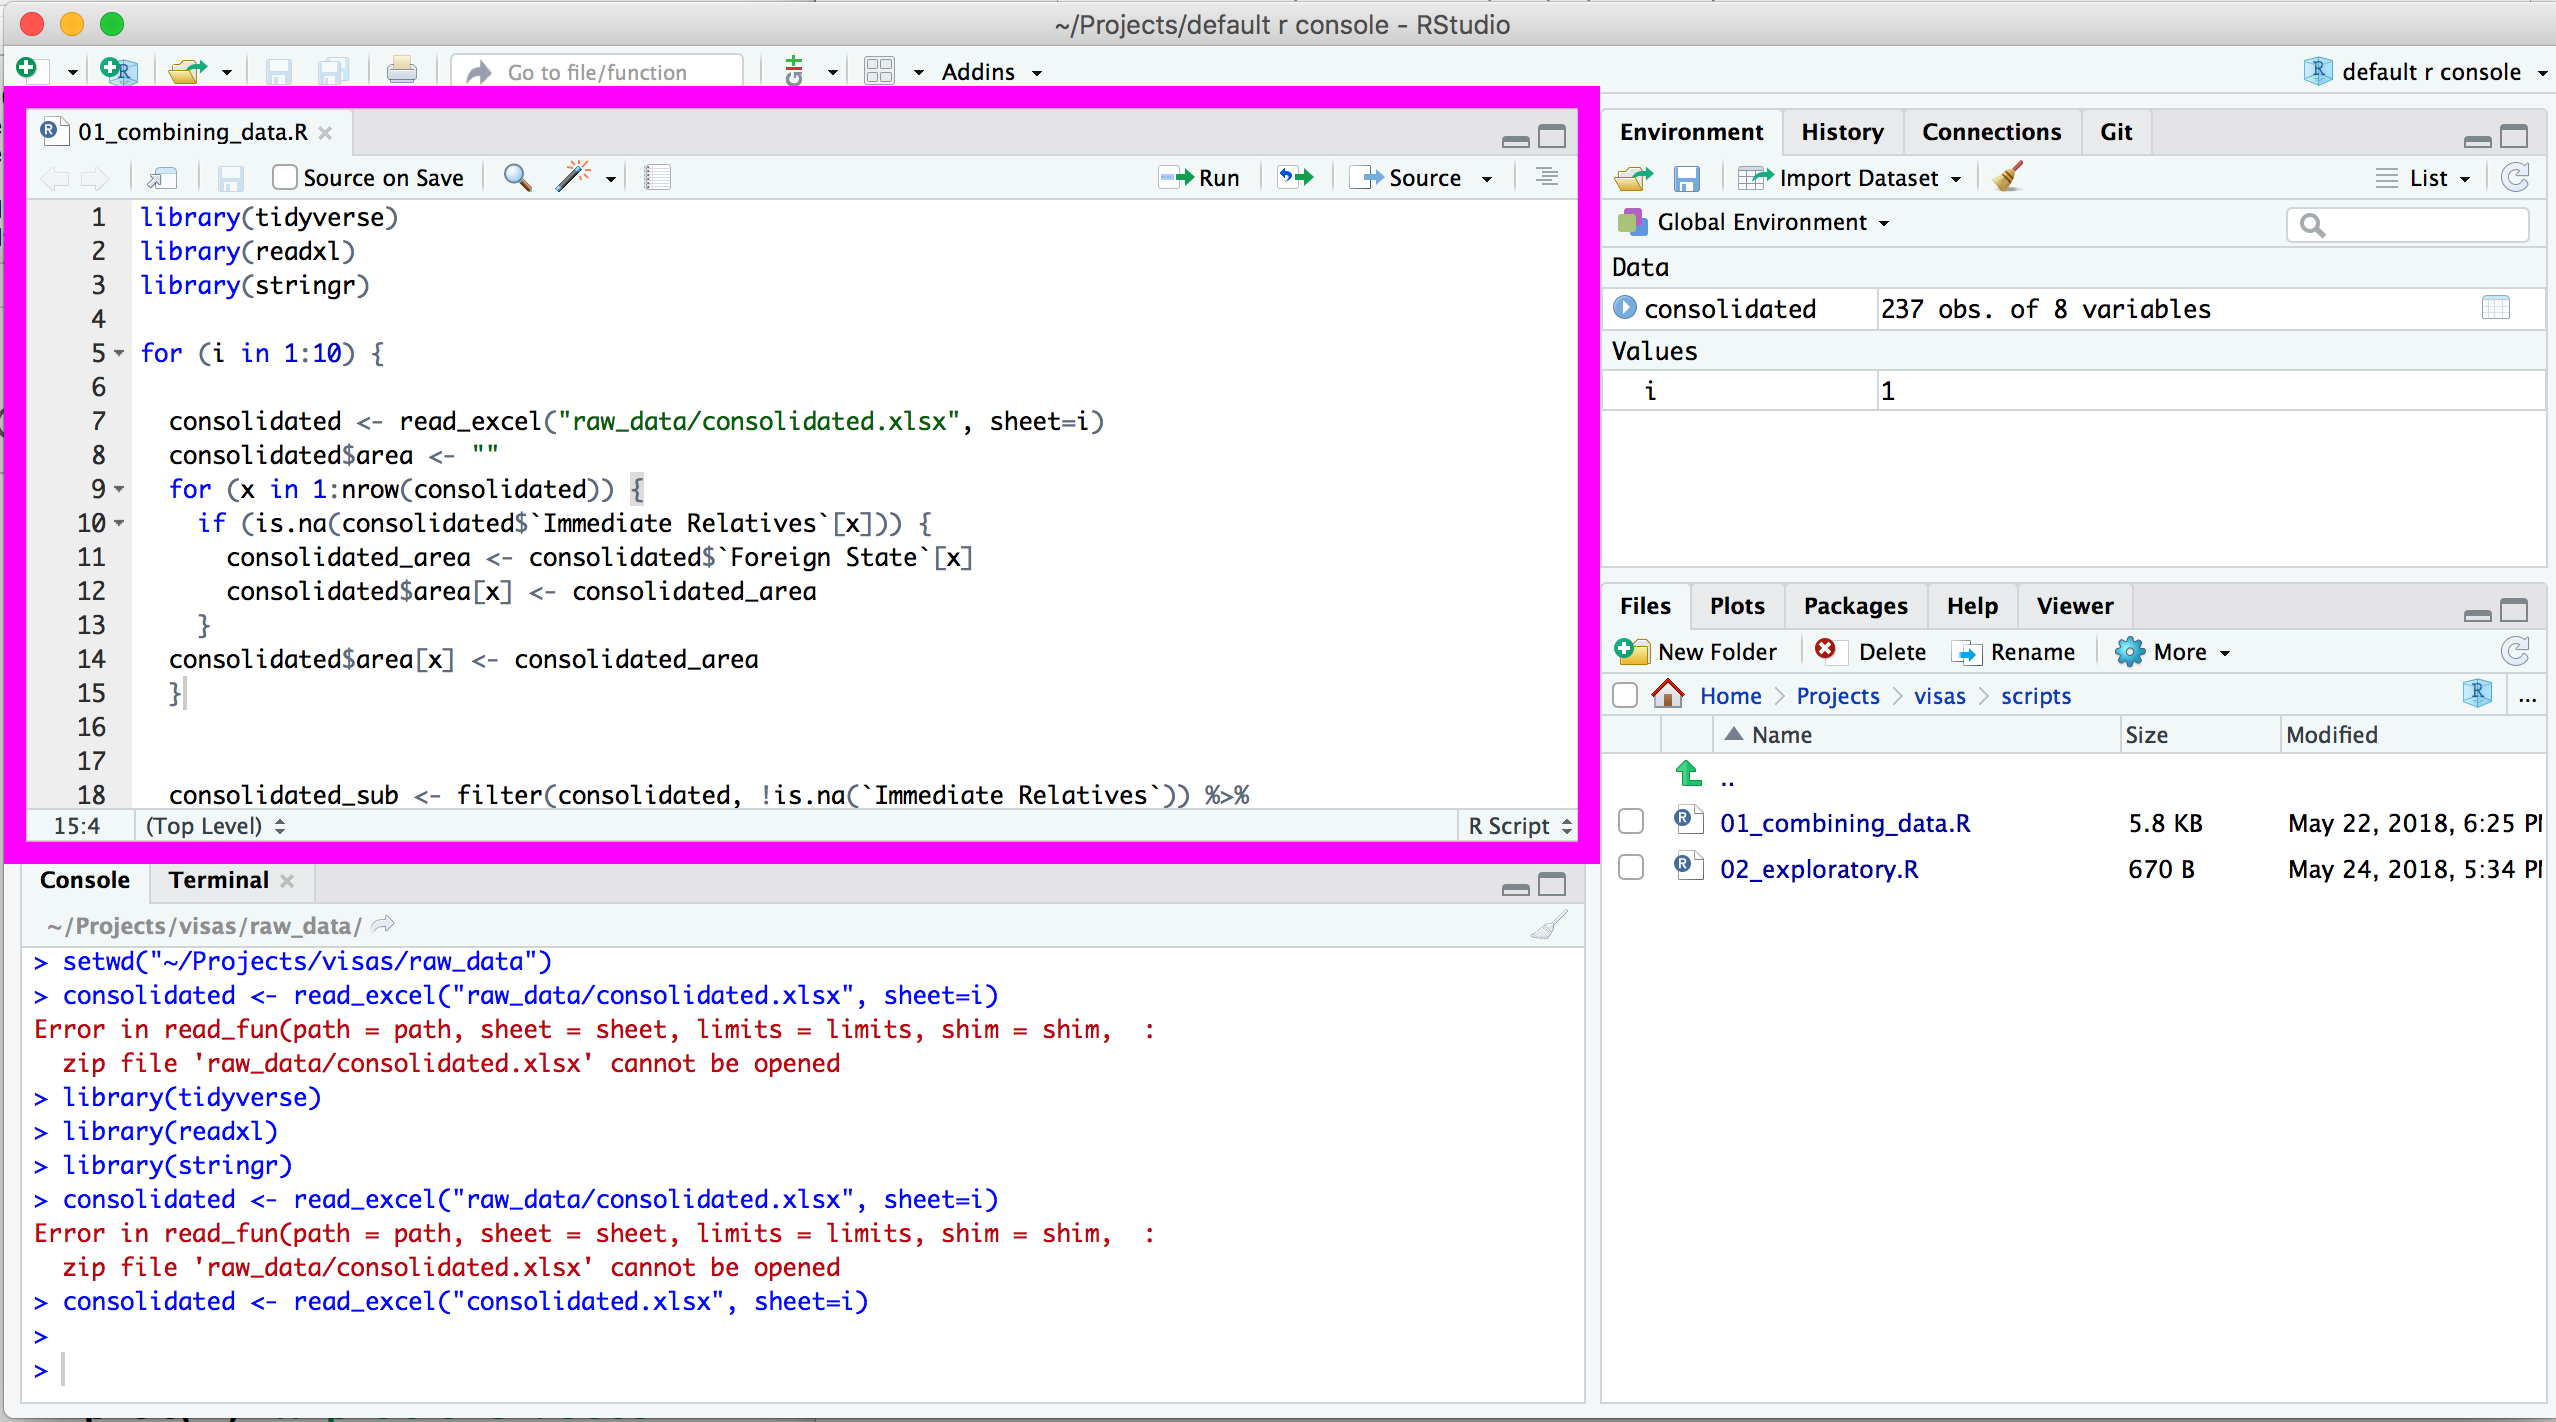 ~/Projects/default r console - RStudio
Go to file/function
Addins
default r console
01_combining_data.R
Source on Save
Run
Source
1 library(tidyverse)
2 library(readxl)
3 library(stringr)
4
5 for (i in 1:10) {
6
7 consolidated <- read_excel("raw_data/consolidated.xlsx", sheet=i)
8 consolidated$area <- ""
9 for (x in 1:nrow(consolidated)) {
10 if (is.na(consolidated$`Immediate Relatives`[x])) {
11 consolidated_area <- consolidated$`Foreign State`[x]
12 consolidated$area[x] <- consolidated_area
13 }
14 consolidated$area[x] <- consolidated_area
15 }
16
17
18 consolidated_sub <- filter(consolidated, !is.na(`Immediate Relatives`)) %>%
15:4 (Top Level) R Script
Console Terminal
~/Projects/visas/raw_data/
> setwd("~/Projects/visas/raw_data")
> consolidated <- read_excel("raw_data/consolidated.xlsx", sheet=i)
Error in read_fun(path = path, sheet = sheet, limits = limits, shim = shim,  :
zip file 'raw_data/consolidated.xlsx' cannot be opened
> library(tidyverse)
> library(readxl)
> library(stringr)
> consolidated <- read_excel("raw_data/consolidated.xlsx", sheet=i)
Error in read_fun(path = path, sheet = sheet, limits = limits, shim = shim,  :
zip file 'raw_data/consolidated.xlsx' cannot be opened
> consolidated <- read_excel("consolidated.xlsx", sheet=i)
>
>
Environment History Connections Git
Import Dataset List
Global Environment
Data
consolidated 237 obs. of 8 variables
Values
i 1
Files Plots Packages Help Viewer
New Folder Delete Rename More
Home Projects visas scripts ...
Name Size Modified
..
01_combining_data.R 5.8 KB May 22, 2018, 6:25
02_exploratory.R 670 B May 24, 2018, 5:34